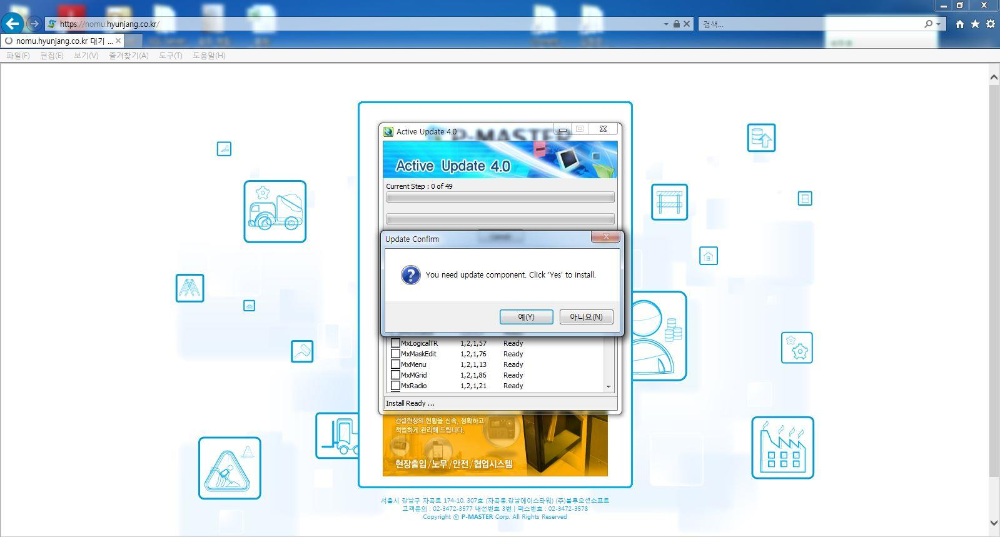 https://nomu.hyunjang.co.kr/
검색...
nomu.hyunjang.co.kr 대기 ...
파일(F) 편집(E) 보기(V) 즐겨찾기(A) 도구(T) 도움말(H)
Active Update 4.0
P-MASTER
Active Update 4.0
Current Step : 0 of 49
Update Confirm
You need update component. Click 'Yes' to install.
예(Y) 아니요(N)
MxLogicalTR 1,2,1,57 Ready
MxMaskEdit 1,2,1,76 Ready
MxMenu 1,2,1,13 Ready
MxMGrid 1,2,1,86 Ready
MxRadio 1,2,1,21 Ready
Install Ready ...
건설현장의 현황을 신속, 정확하고
적법하게 관리해 드립니다.
현장출입/노무/안전/협업시스템
서울시 강남구 자곡로 174-10, 307호 (자곡동,강남에이스타워) (주)블루오션소프트
고객문의 : 02-3472-3577 내선번호 3번 | 팩스번호 : 02-3472-3578
Copyright ⓒ P-MASTER Corp. All Rights Reserved